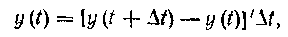 y (t) = [y (t + Δt) — y (t)]'Δt,